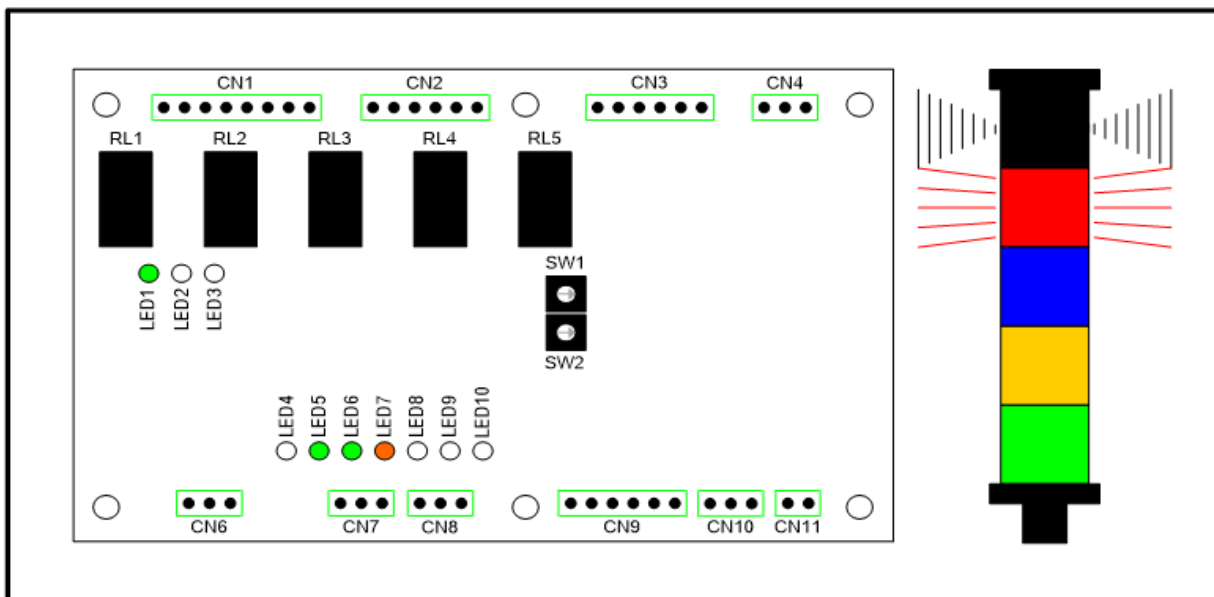 CN1 CN2 CN3 CN4
RL1 RL2 RL3 RL4 RL5
SW1
LED1 LED2 LED3
SW2
LED4 LED5 LED6 LED7 LED8 LED9 LED10
CN6 CN7 CN8 CN9 CN10 CN11